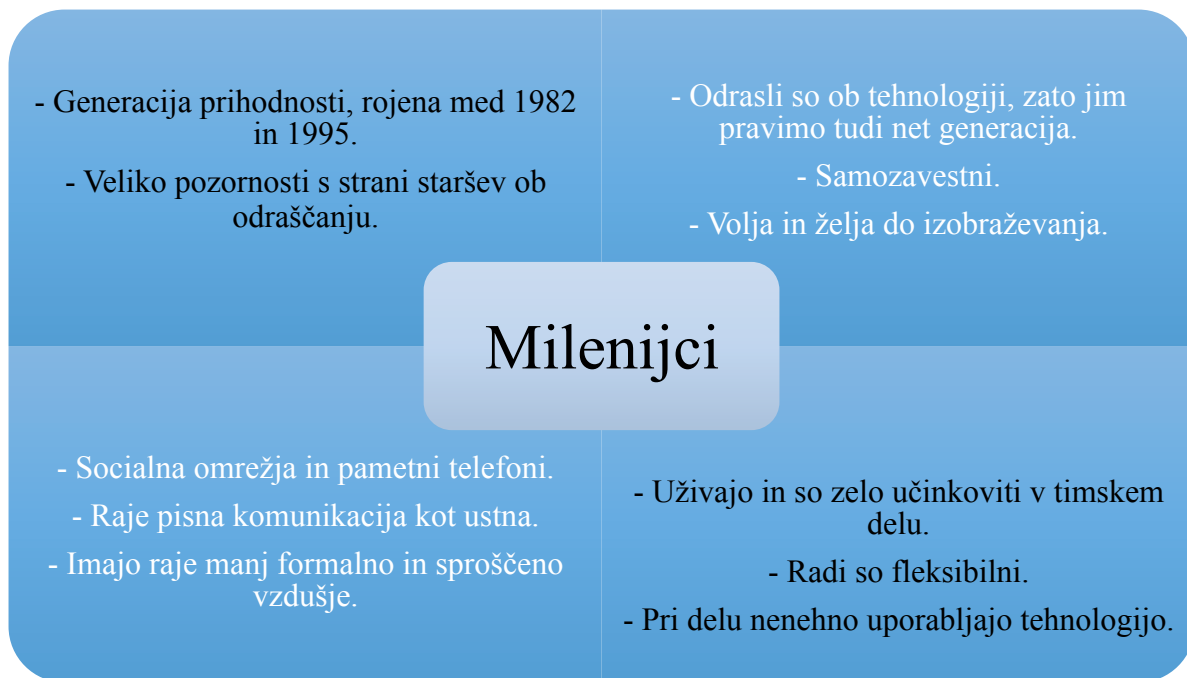 - Generacija prihodnosti, rojena med 1982
in 1995.
- Veliko pozornosti s strani staršev ob
odraščanju.
- Odrasli so ob tehnologiji, zato jim
pravimo tudi net generacija.
- Samozavestni.
- Volja in želja do izobraževanja.
Milenijci
- Socialna omrežja in pametni telefoni.
- Raje pisna komunikacija kot ustna.
- Imajo raje manj formalno in sproščeno
vzdušje.
- Uživajo in so zelo učinkoviti v timskem
delu.
- Radi so fleksibilni.
- Pri delu nenehno uporabljajo tehnologijo.